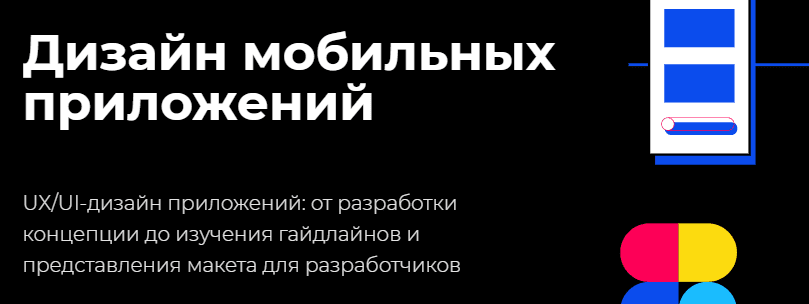 Дизайн мобильных
приложений
UX/UI-дизайн приложений: от разработки
концепции до изучения гайдлайнов и
представления макета для разработчиков